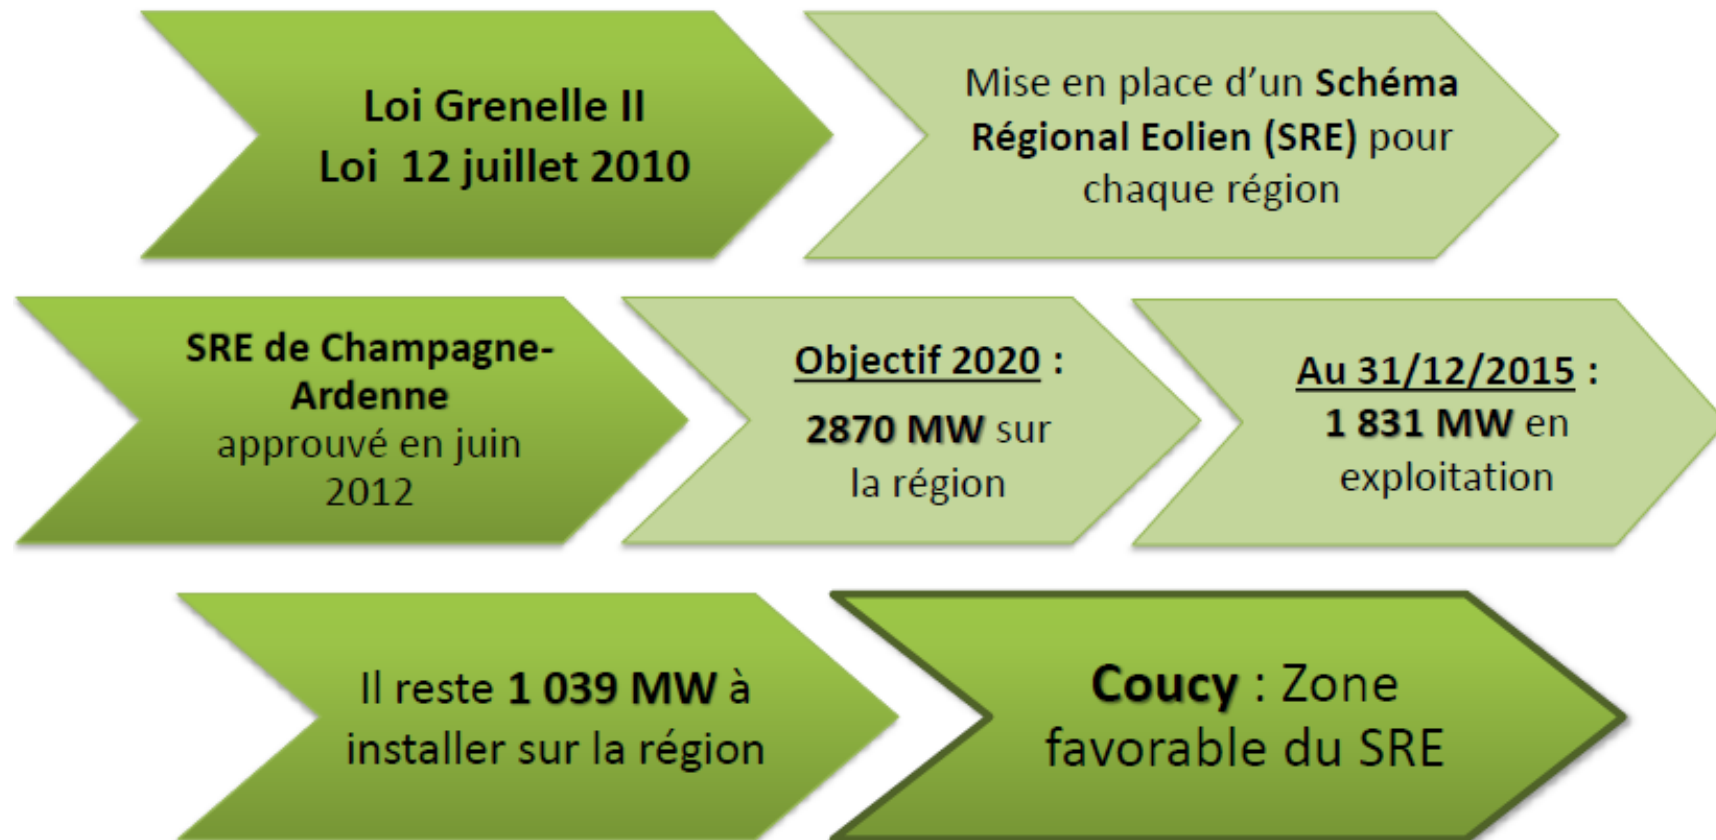 Loi Grenelle II
Loi 12 juillet 2010
Mise en place d'un Schéma
Régional Eolien (SRE) pour
chaque région
SRE de Champagne-
Ardenne
approuvé en juin
2012
Objectif 2020 :
2870 MW sur
la région
Au 31/12/2015 :
1 831 MW en
exploitation
Il reste 1 039 MW à
installer sur la région
Coucy : Zone
favorable du SRE